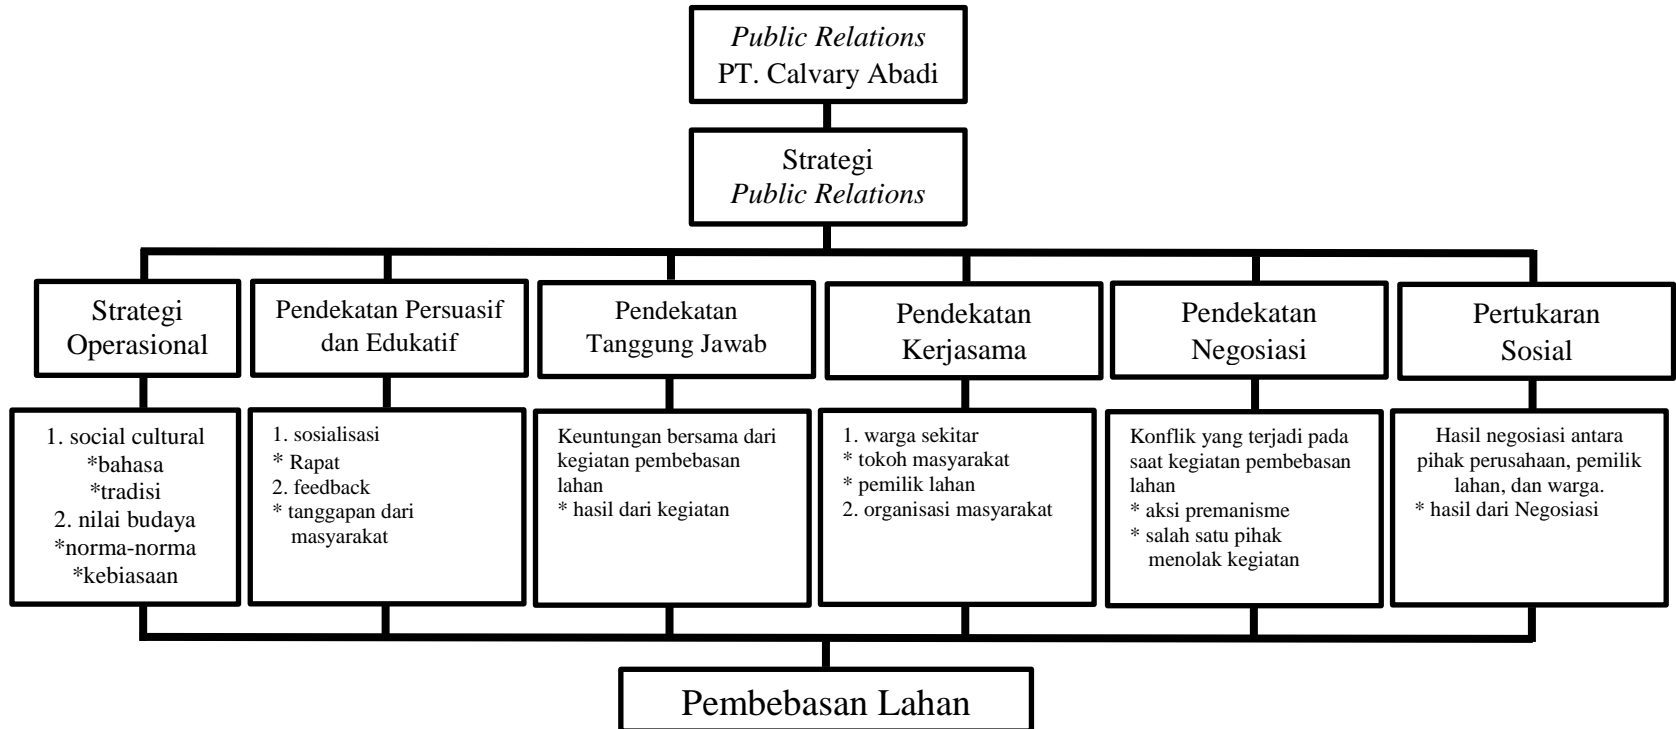 Public Relations
PT. Calvary Abadi
Strategi
Public Relations
Strategi
Operasional
Pendekatan Persuasif
dan Edukatif
Pendekatan
Tanggung Jawab
Pendekatan
Kerjasama
Pendekatan
Negosiasi
Pertukaran
Sosial
1. social cultural
*bahasa
*tradisi
2. nilai budaya
*norma-norma
*kebiasaan
1. sosialisasi
* Rapat
2. feedback
* tanggapan dari
masyarakat
Keuntungan bersama dari
kegiatan pembebasan
lahan
* hasil dari kegiatan
1. warga sekitar
* tokoh masyarakat
* pemilik lahan
2. organisasi masyarakat
Konflik yang terjadi pada
saat kegiatan pembebasan
lahan
* aksi premanisme
* salah satu pihak
menolak kegiatan
Hasil negosiasi antara
pihak perusahaan, pemilik
lahan, dan warga.
* hasil dari Negosiasi
Pembebasan Lahan